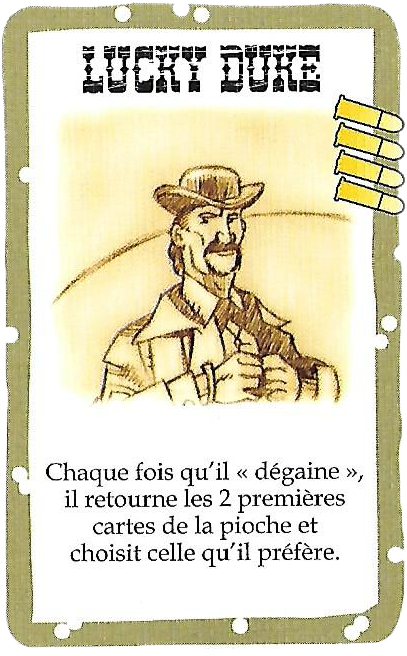 LUCKY DUKE
Chaque fois qu'il « dégaine »,
il retourne les 2 premières
cartes de la pioche et
choisit celle qu'il préfère.